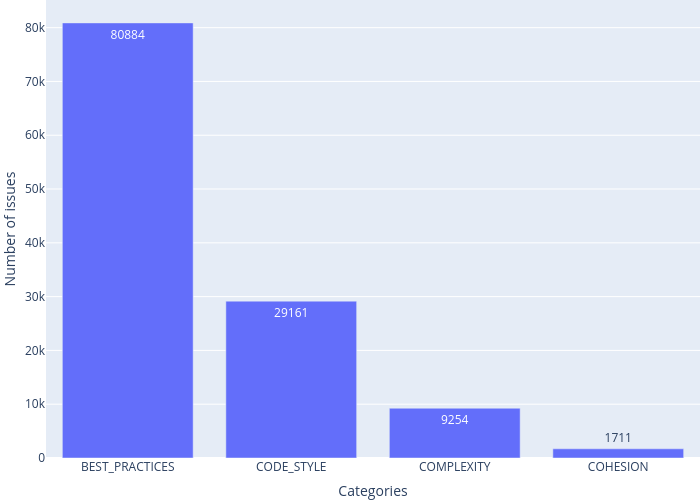 Number of issues
80k
70k
60k
50k
40k
30k
20k
10k
0
80884
29161
9254
1711
BEST_PRACTICES
CODE_STYLE
COMPLEXITY
COHESION
Categories